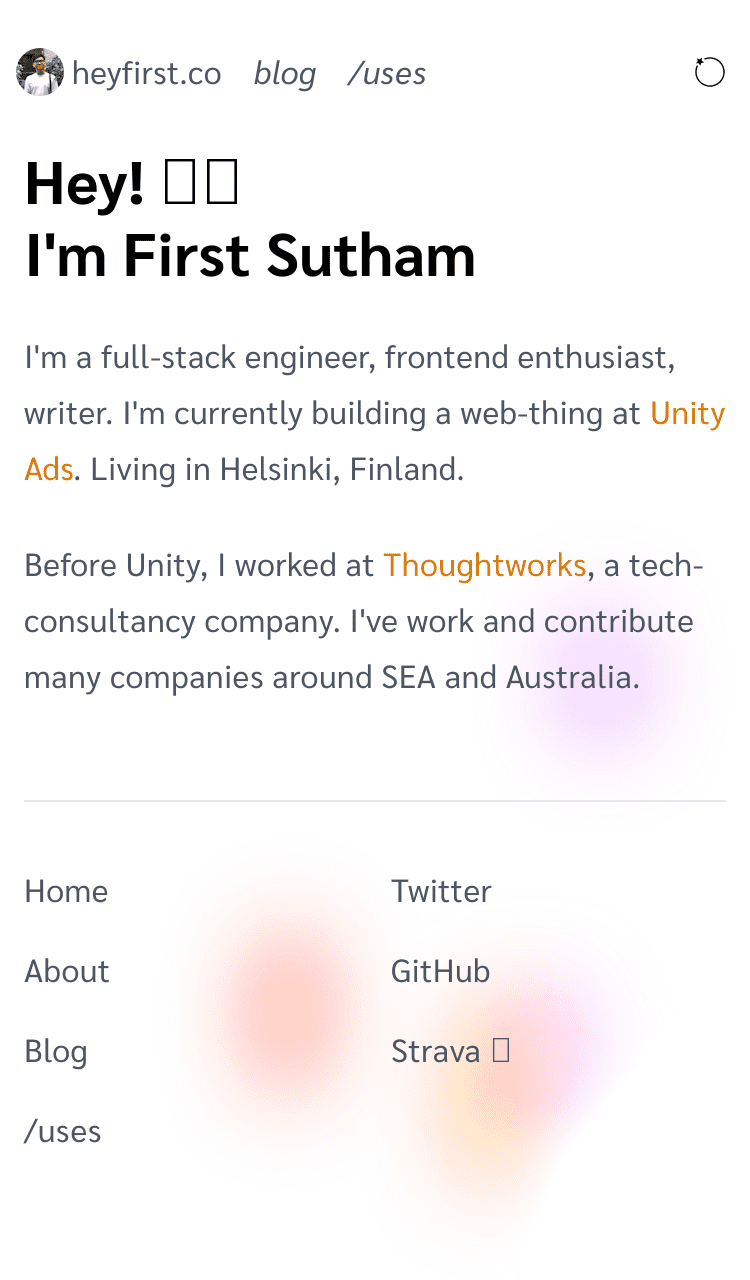 heyfirst.co blog /uses
Hey! 
I'm First Sutham
I'm a full-stack engineer, frontend enthusiast,
writer. I'm currently building a web-thing at Unity
Ads. Living in Helsinki, Finland.
Before Unity, I worked at Thoughtworks, a tech-
consultancy company. I've work and contribute
many companies around SEA and Australia.
Home
Twitter
About
GitHub
Blog
Strava
/uses